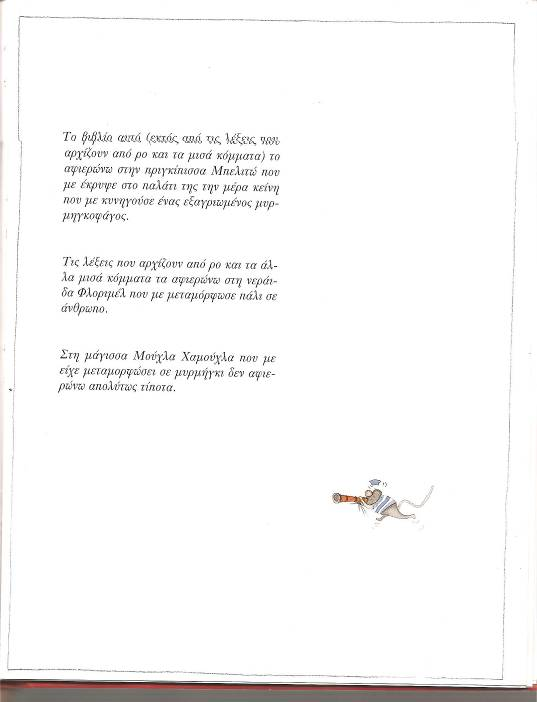 Το βιβλίο αυτό (εκτός από τις λέξεις που
αρχίζουν από ρο και τα μισά κόμματα) το
αφιερώνω στην πριγκίπισσα Μπελιτώ που
με έκρυψε στο παλάτι της την μέρα κείνη
που με κυνηγούσε ένας εξαγριωμένος μυρ-
μηγκοφάγος.
Τις λέξεις που αρχίζουν από ρο και τα άλ-
λα μισά κόμματα τα αφιερώνω στη νεράι-
δα Φλοριμέλ που με μεταμόρφωσε πάλι σε
άνθρωπο.
Στη μάγισσα Μούχλα Χαμούχλα που με
είχε μεταμορφώσει σε μυρμήγκι δεν αφιε-
ρώνω απολύτως τίποτα.